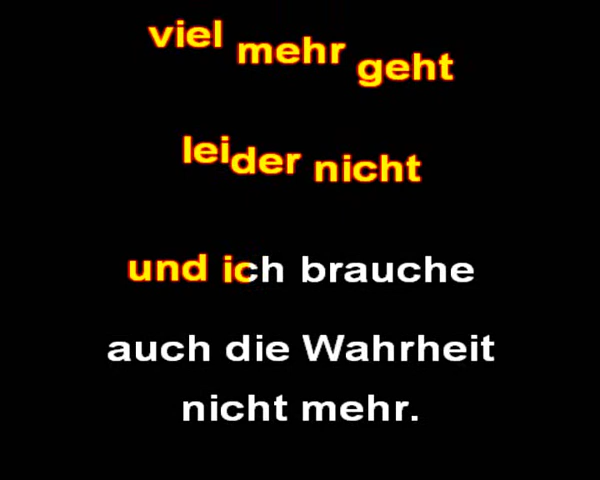 viel mehr geht
leider nicht
und ich brauche
auch die Wahrheit
nicht mehr.